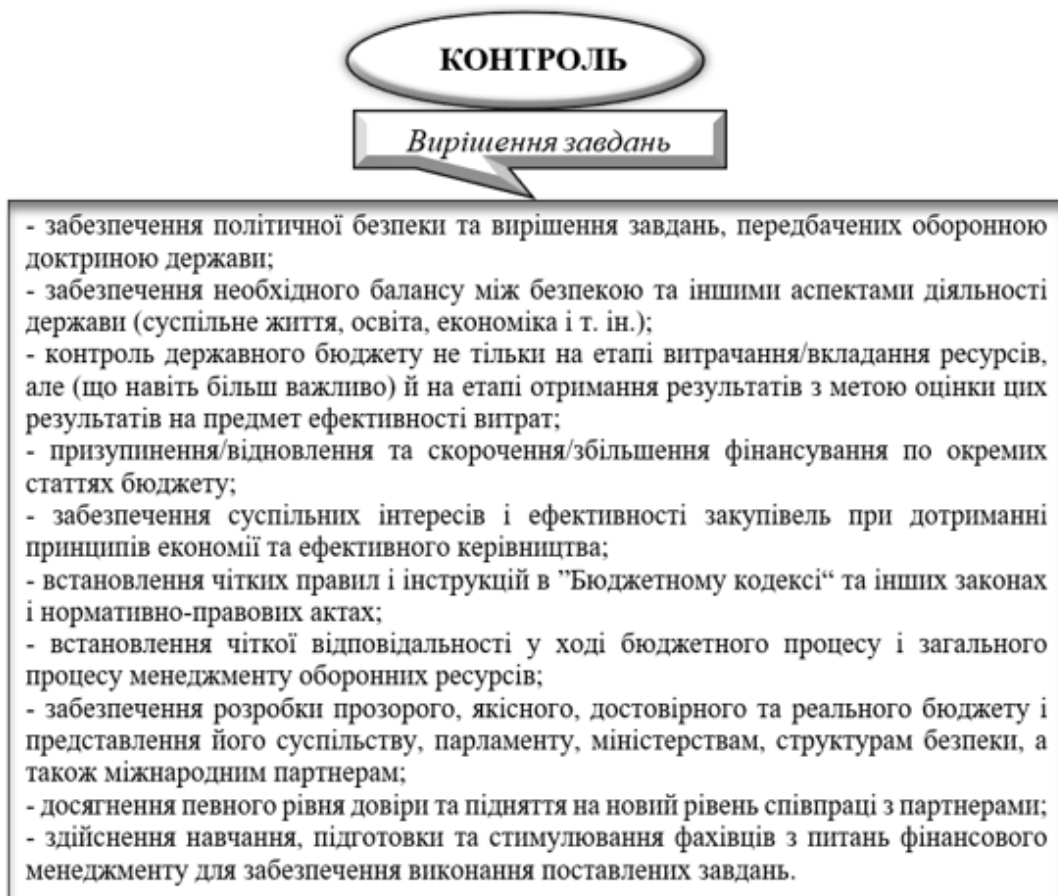 КОНТРОЛЬ
Вирішення завдань
- забезпечення політичної безпеки та вирішення завдань, передбачених оборонною
доктриною держави;
- забезпечення необхідного балансу між безпекою та іншими аспектами діяльності
держави (суспільне життя, освіта, економіка і т. ін.);
- контроль державного бюджету не тільки на етапі витрачання/вкладання ресурсів,
але (що навіть більш важливо) й на етапі отримання результатів з метою оцінки цих
результатів на предмет ефективності витрат;
- призупинення/відновлення та скорочення/збільшення фінансування по окремих
статтях бюджету;
- забезпечення суспільних інтересів і ефективності закупівель при дотриманні
принципів економії та ефективного керівництва;
- встановлення чітких правил і інструкцій в ”Бюджетному кодексі“ та інших законах
і нормативно-правових актах;
- встановлення чіткої відповідальності у ході бюджетного процесу і загального
процесу менеджменту оборонних ресурсів;
- забезпечення розробки прозорого, якісного, достовірного та реального бюджету і
представлення його суспільству, парламенту, міністерствам, структурам безпеки, а
також міжнародним партнерам;
- досягнення певного рівня довіри та підняття на новий рівень співпраці з партнерами;
- здійснення навчання, підготовки та стимулювання фахівців з питань фінансового
менеджменту для забезпечення виконання поставлених завдань.